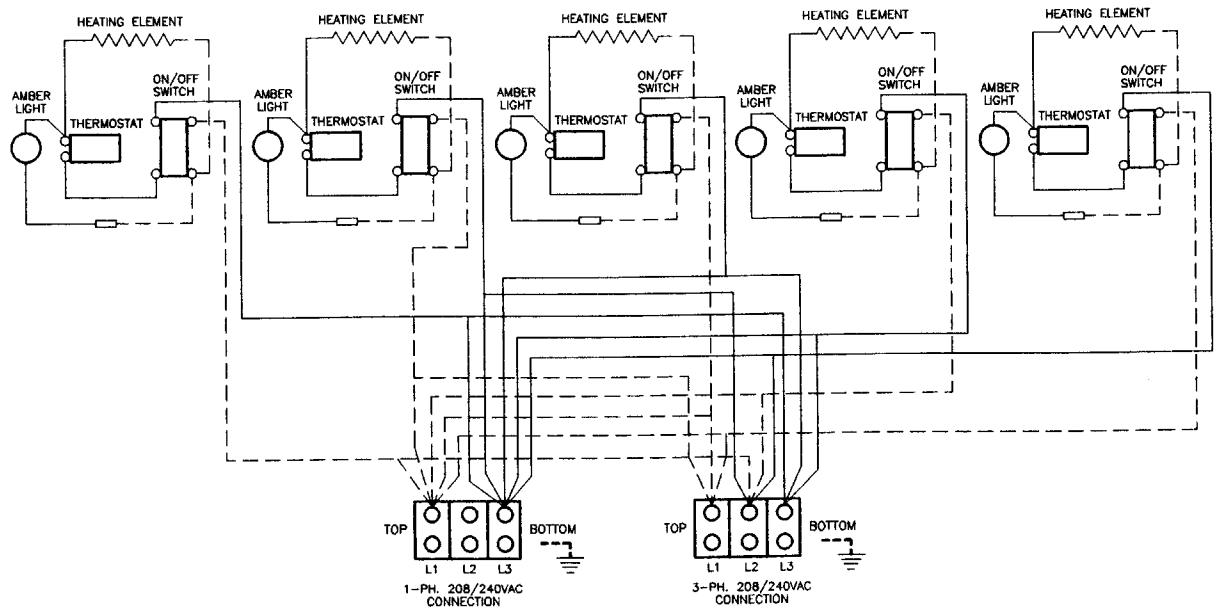 HEATING ELEMENT
HEATING ELEMENT
HEATING ELEMENT
HEATING ELEMENT
HEATING ELEMENT
ON/OFF
SWITCH
AMBER
LIGHT
THERMOSTAT
ON/OFF
SWITCH
AMBER
LIGHT
THERMOSTAT
ON/OFF
SWITCH
AMBER
LIGHT
THERMOSTAT
ON/OFF
SWITCH
AMBER
LIGHT
THERMOSTAT
ON/OFF
SWITCH
AMBER
LIGHT
THERMOSTAT
TOP
BOTTOM
L1 L2 L3
1-PH. 208/240VAC
CONNECTION
TOP
BOTTOM
L1 L2 L3
3-PH. 208/240VAC
CONNECTION